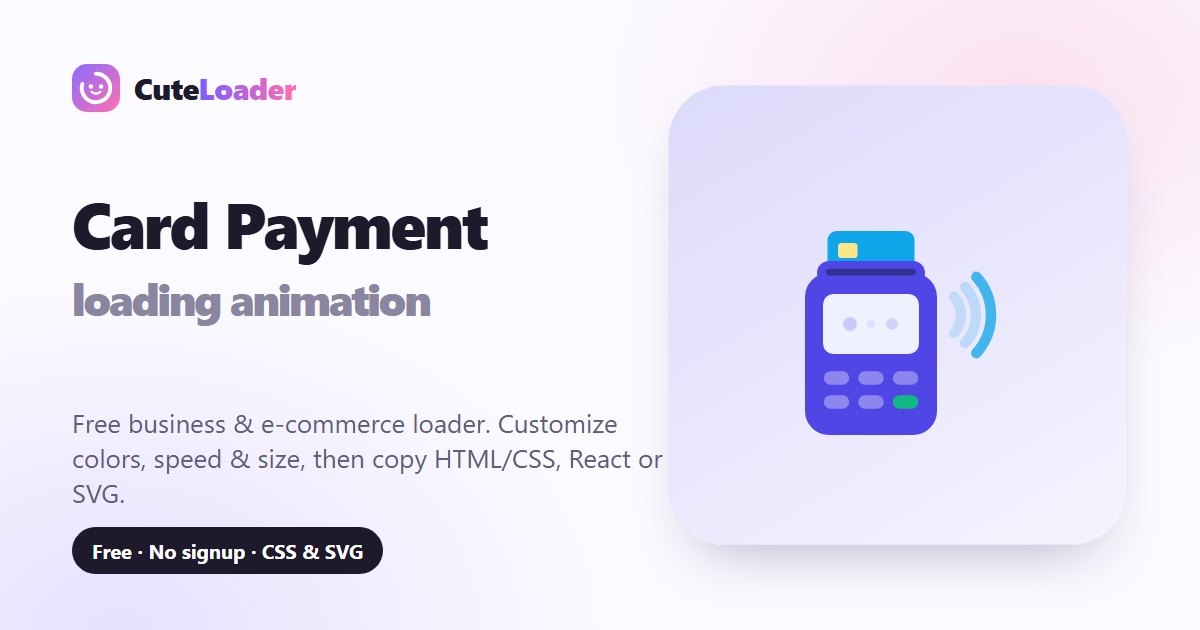 CuteLoader
Card Payment
loading animation
Free business & e-commerce loader. Customize
colors, speed & size, then copy HTML/CSS, React or
SVG.
Free · No signup · CSS & SVG